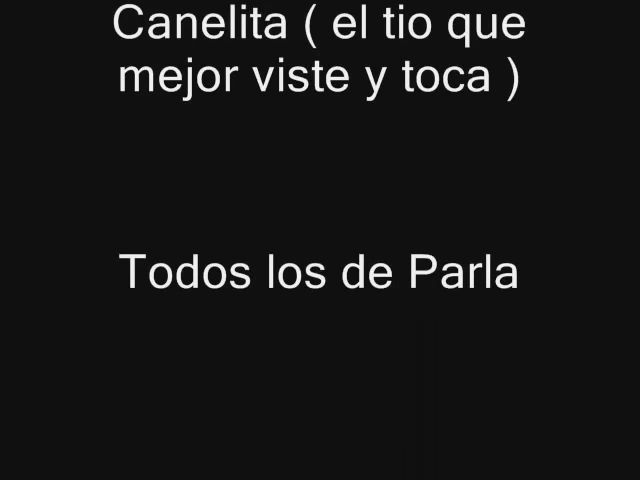 Canelita ( el tio que
mejor viste y toca )
Todos los de Parla